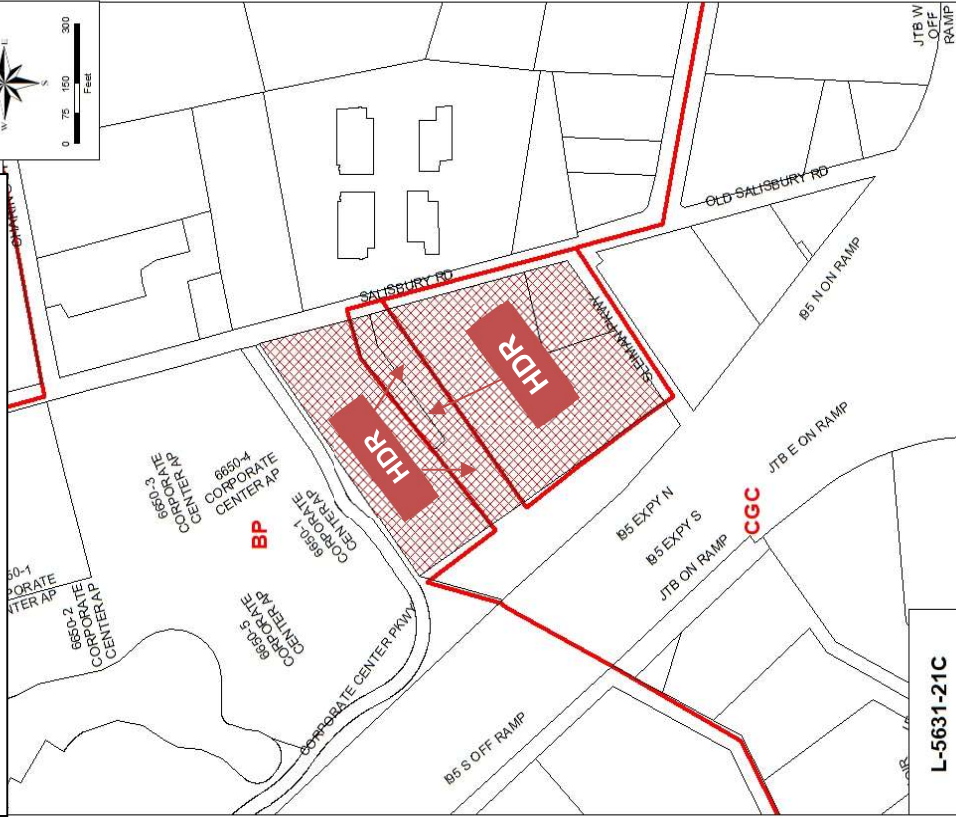 E
S
W
0
75
150
300
Feet
JTB W
OFF
RAMP
OLD SALISBURY RD
SALISBURY RD
I95 N ON RAMP
SLEIMAN PKWY
HDR
HDR
6650-3
CORPORATE
CENTER AP
6650-4
CORPORATE
CENTER AP
6650-1
CORPORATE
CENTER AP
BP
6650-2
CORPORATE
CENTER AP
6650-5
CORPORATE
CENTER AP
CORPORATE CENTER PKWY
I95 EXPY N
I95 EXPY S
JTB ON RAMP
JTB E ON RAMP
CGC
I95 S OFF RAMP
L-5631-21C